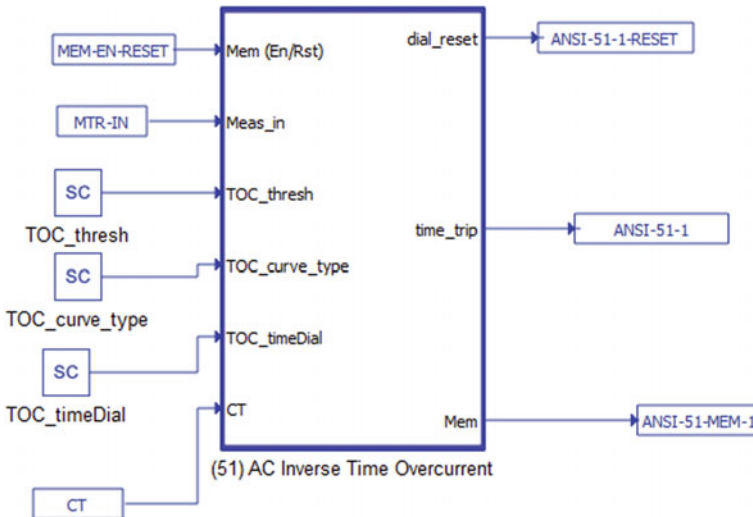 dial_reset
ANSI-51-1-RESET
MEM-EN-RESET
Mem (En/Rst)
MTR-IN
Meas_in
SC
TOC_thresh
TOC_thresh
time_trip
ANSI-51-1
SC
TOC_curve_type
TOC_curve_type
SC
TOC_timeDial
TOC_timeDial
CT
Mem
ANSI-51-MEM-1
(51) AC Inverse Time Overcurrent
CT